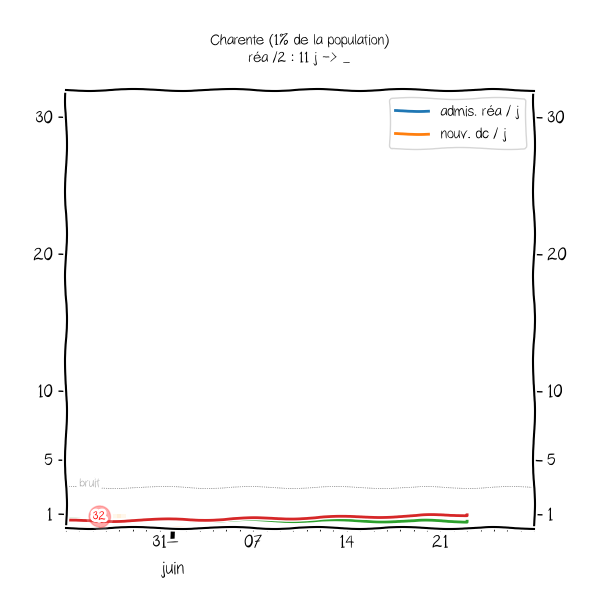 Charente (1% de la population)
réa /2 : 11 j -> _
admis. réa / j
nouv. dc / j
30
30
20
20
10
10
5
5
bruit
32
1
1
31
07
14
21
juin